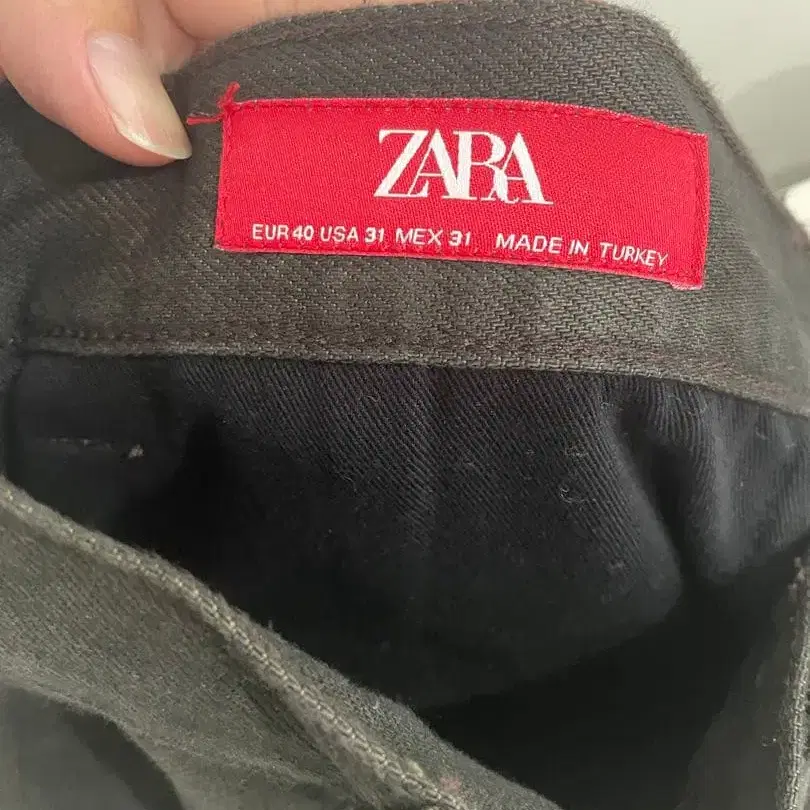 ZARA
EUR 40 USA 31 MEX 31 MADE IN TURKEY